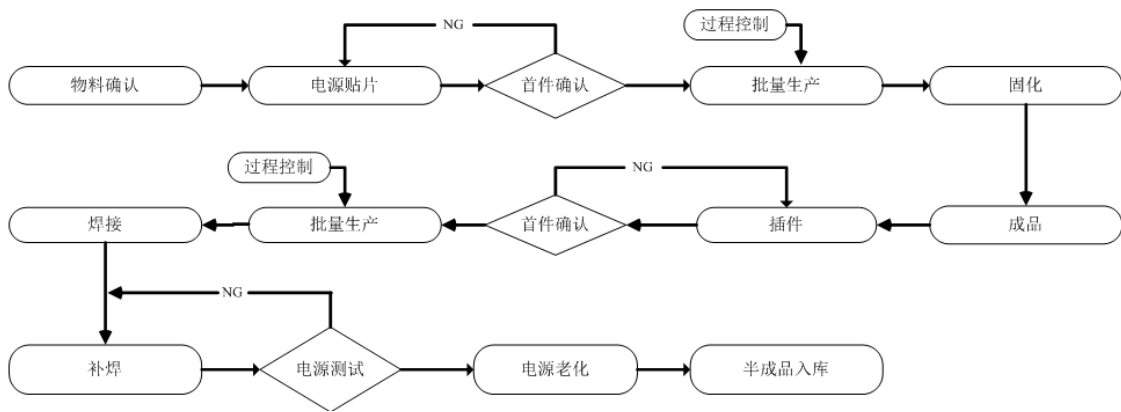 NG
过程控制
物料确认
电源贴片
首件确认
批量生产
固化
过程控制
NG
焊接
批量生产
首件确认
插件
成品
NG
补焊
电源测试
电源老化
半成品入库